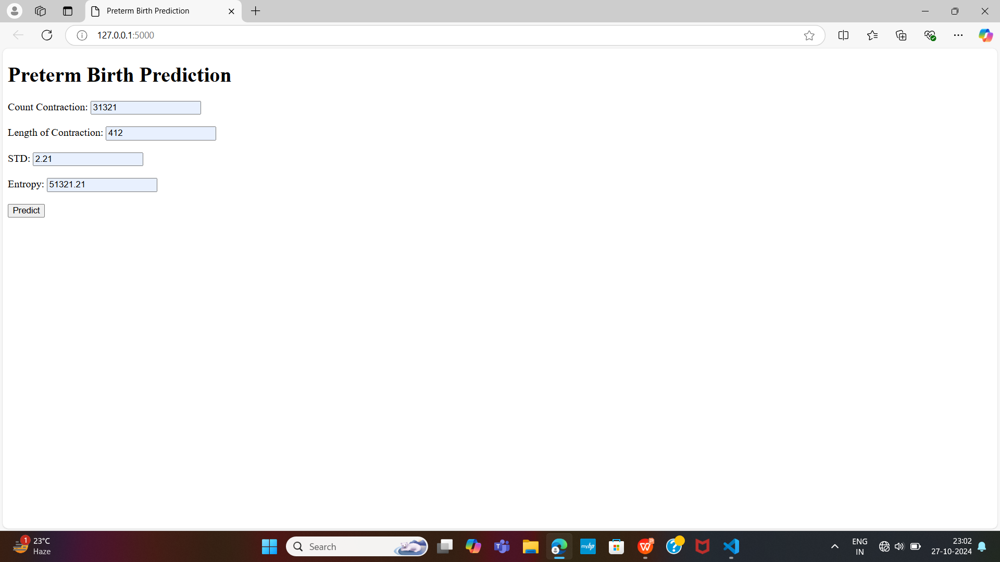 Preterm Birth Prediction
127.0.0.1:5000
Preterm Birth Prediction
Count Contraction: 31321
Length of Contraction: 412
STD: 2.21
Entropy: 51321.21
Predict
1
23°C
Haze
Search
T
myhp
W
P
?
ENG
IN
23:02
27-10-2024